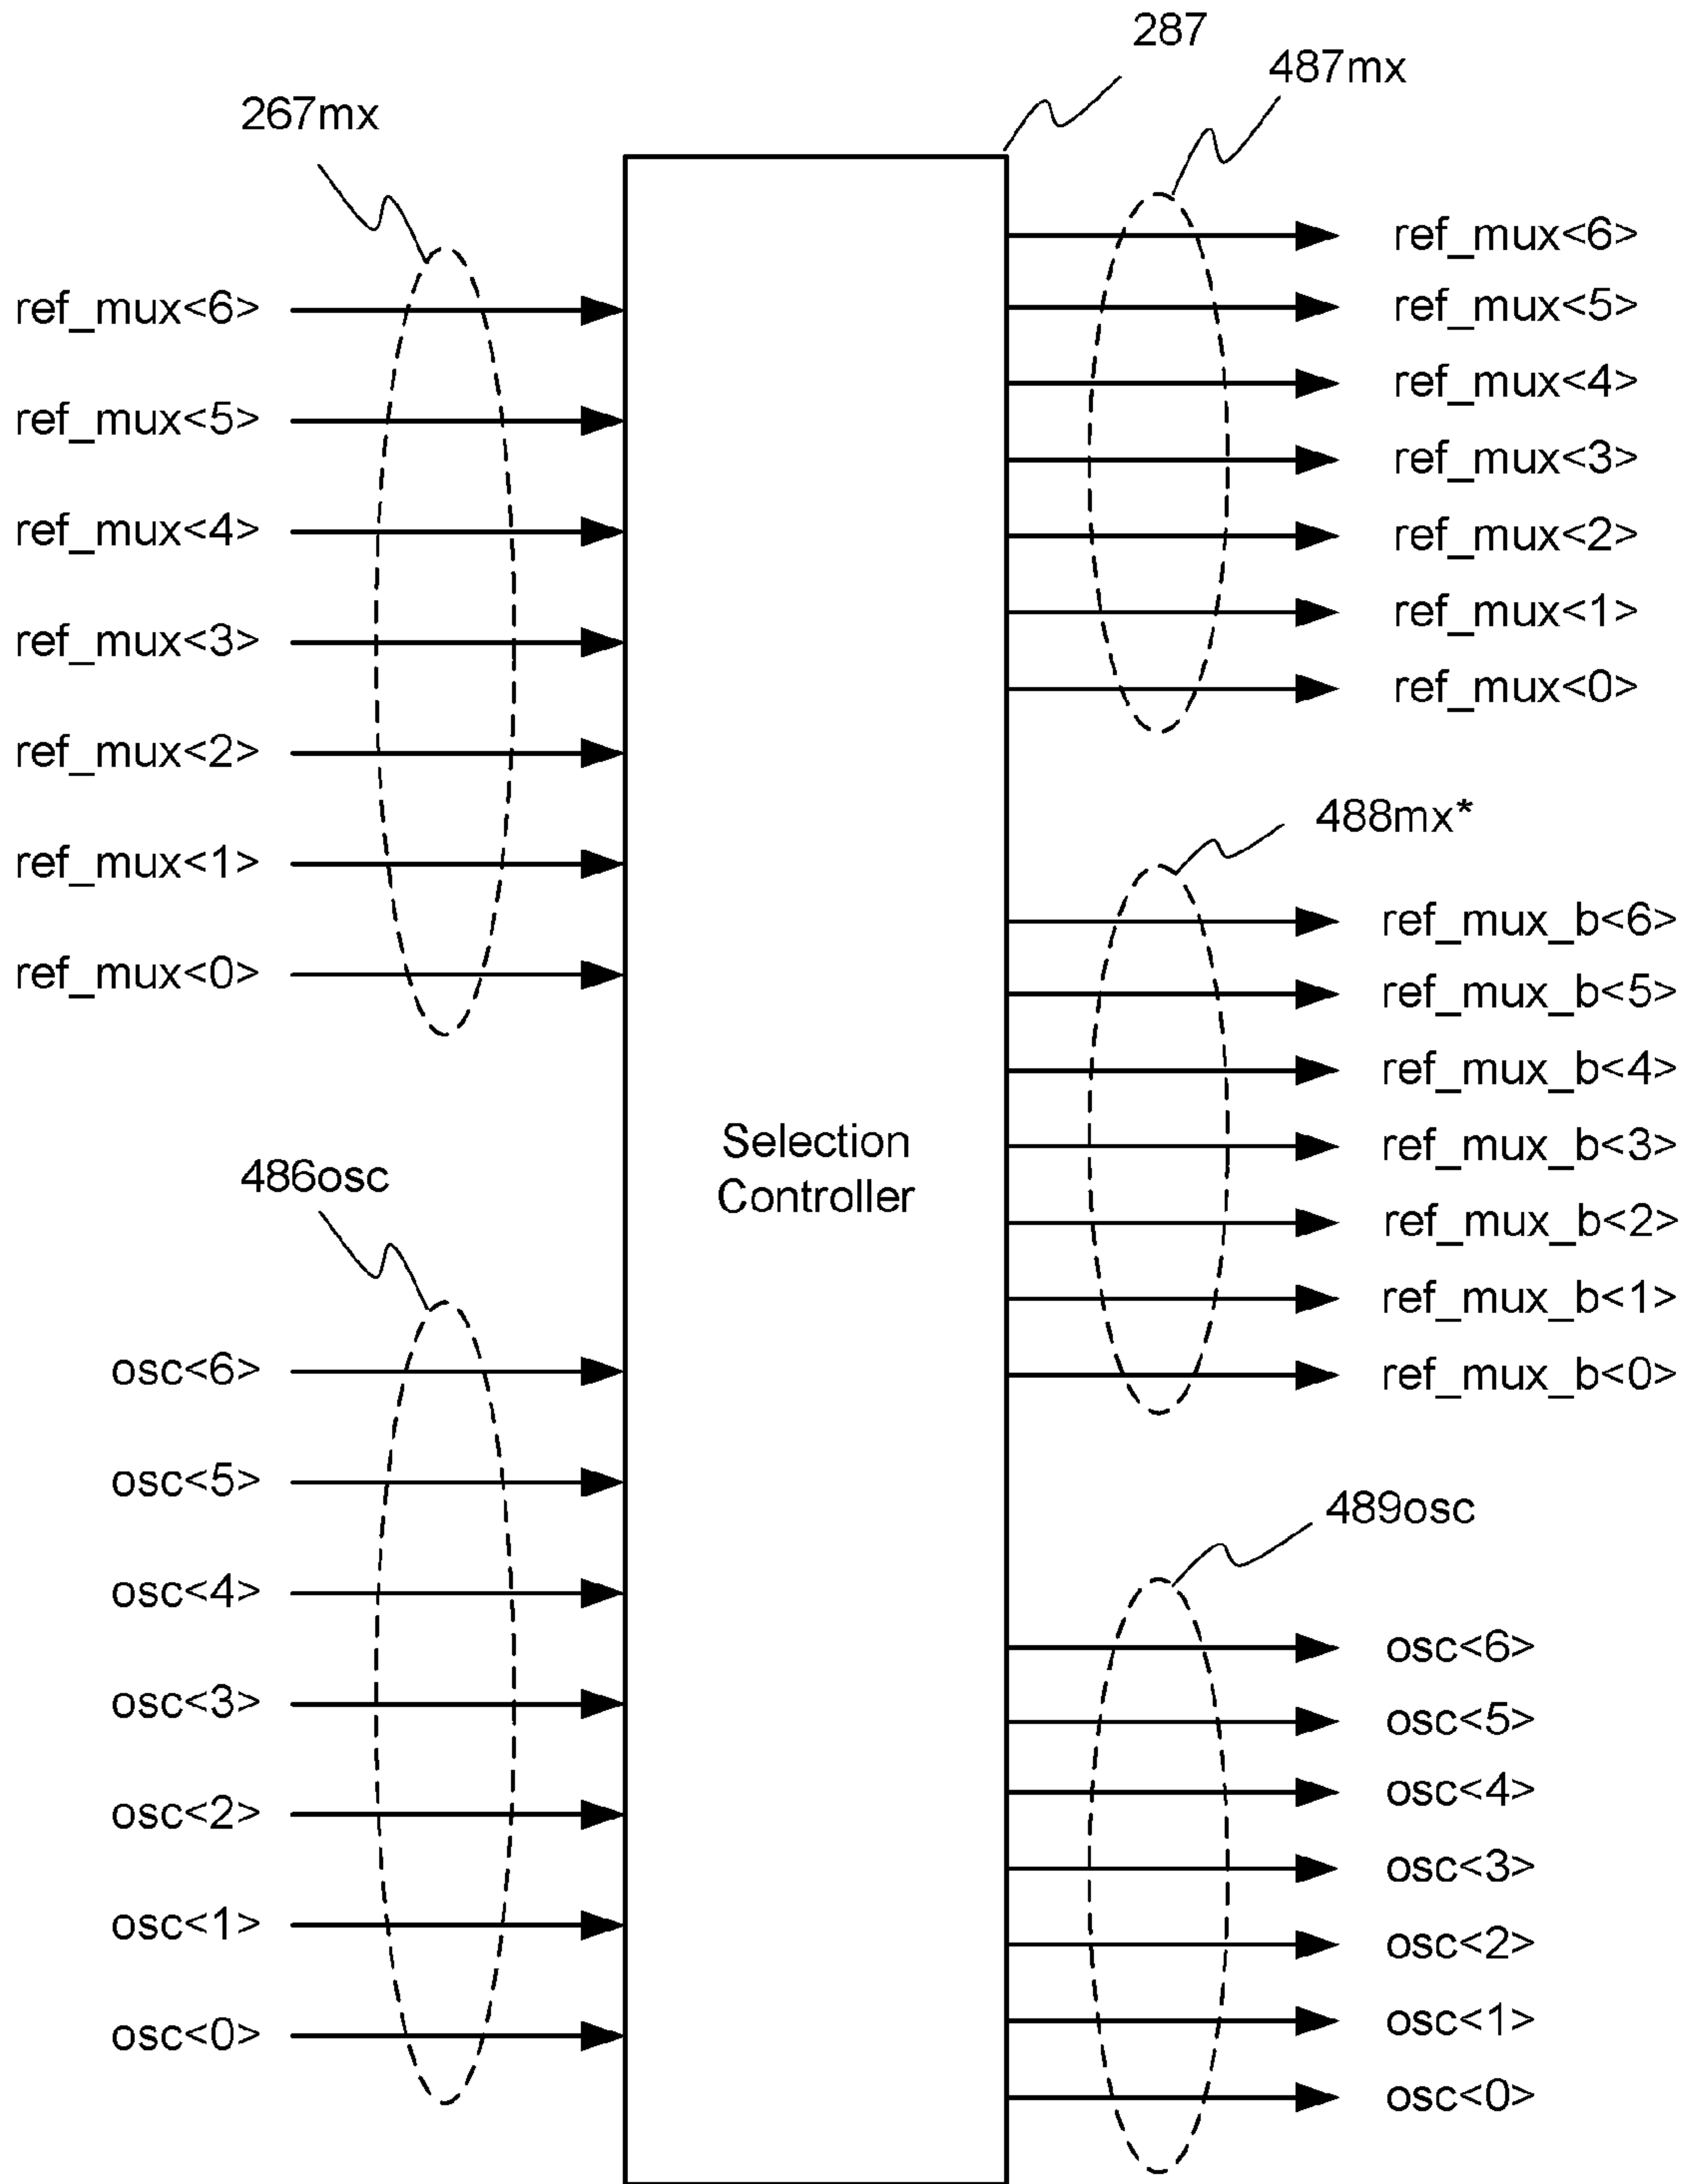 287
487mx
267mx
ref_mux<6>
ref_mux<5>
ref_mux<4>
ref_mux<3>
ref_mux<2>
ref_mux<1>
ref_mux<0>
486osc
osc<6>
osc<5>
osc<4>
osc<3>
osc<2>
osc<1>
osc<0>
Selection
Controller
ref_mux<6>
ref_mux<5>
ref_mux<4>
ref_mux<3>
ref_mux<2>
ref_mux<1>
ref_mux<0>
488mx*
ref_mux_b<6>
ref_mux_b<5>
ref_mux_b<4>
ref_mux_b<3>
ref_mux_b<2>
ref_mux_b<1>
ref_mux_b<0>
489osc
osc<6>
osc<5>
osc<4>
osc<3>
osc<2>
osc<1>
osc<0>